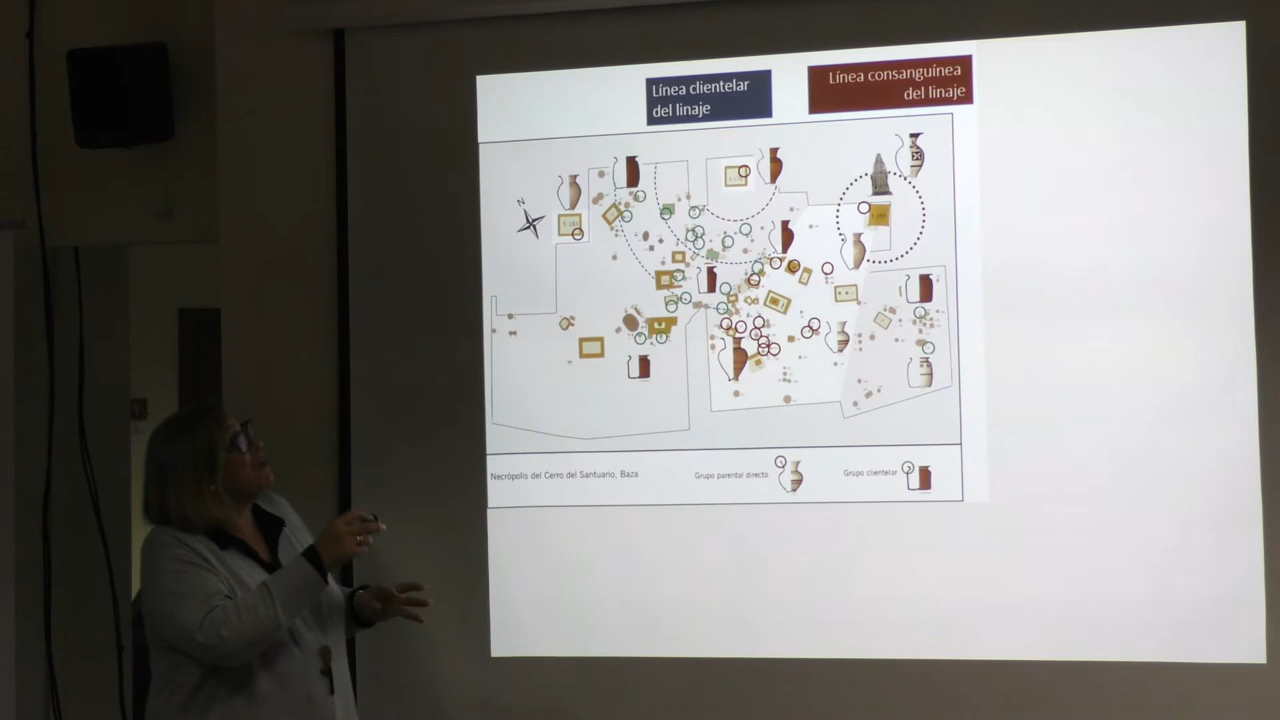 Línea clientelar
del linaje
Línea consanguínea
del linaje
N
Necrópolis del Cerro del Santuario, Baza
Grupo parental directo
Grupo clientelar